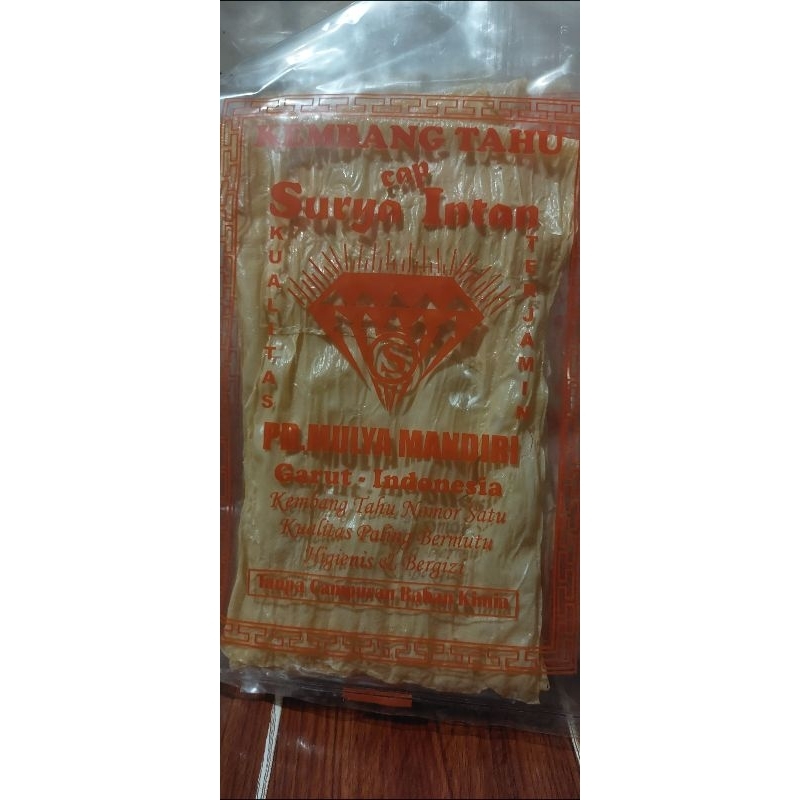 KEMBANG TAHU
cap
Surya Intan
KUALITAS
TERJAMIN
S
PD. MULYA MANDIRI
Garut - Indonesia
Kembang Tahu Nomor Satu
Kualitas Paling Bermutu
Higienis & Bergizi
Tanpa Campuran Bahan Kimia